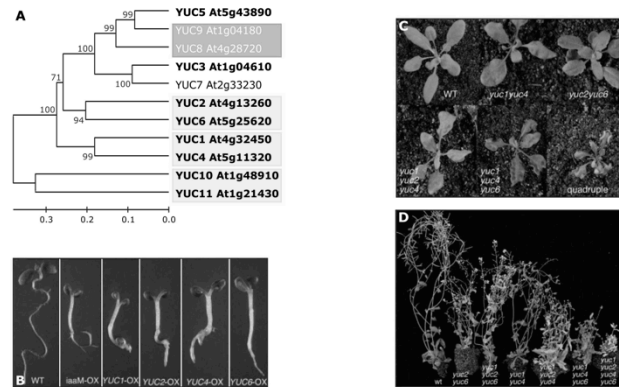 A
YUC5 At5g43890
YUC9 At1g04180
YUC8 At4g28720
YUC3 At1g04610
YUC7 At2g33230
YUC2 At4g13260
YUC6 At5g25620
YUC1 At4g32450
YUC4 At5g11320
YUC10 At1g48910
YUC11 At1g21430
99
99
100
71
100
100
94
99
0.3 0.2 0.1 0.0
B
WT iaaM-OX YUC1-OX YUC2-OX YUC4-OX YUC6-OX
C
WT yuc1yuc4 yuc2yuc6
yuc1
yuc2
yuc4
yuc1
yuc4
yuc6
quadruple
D
wt
yuc2
yuc6
yuc1
yuc2
yuc6
yuc1
yuc4
yuc1
yuc2
yuc4
yuc1
yuc4
yuc6
yuc1
yuc2
yuc4
yuc6